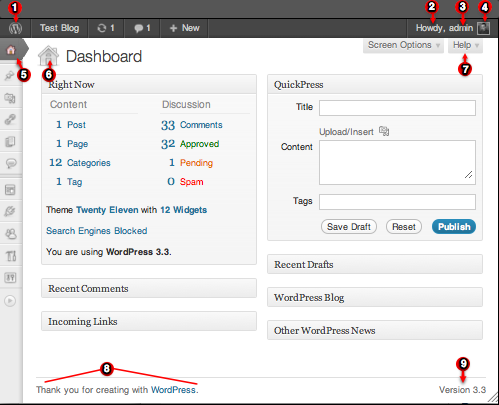 1 2 3 4
Test Blog 1 1 + New Howdy, admin
Screen Options Help
Dashboard
5 6 7
Right Now
Content Discussion
1 Post 33 Comments
1 Page 32 Approved
12 Categories 1 Pending
1 Tag 0 Spam
Theme Twenty Eleven with 12 Widgets
Search Engines Blocked
You are using WordPress 3.3.
Recent Comments
Incoming Links
QuickPress
Title
Upload/Insert
Content
Tags
Save Draft Reset Publish
Recent Drafts
WordPress Blog
Other WordPress News
8 9
Thank you for creating with WordPress. Version 3.3